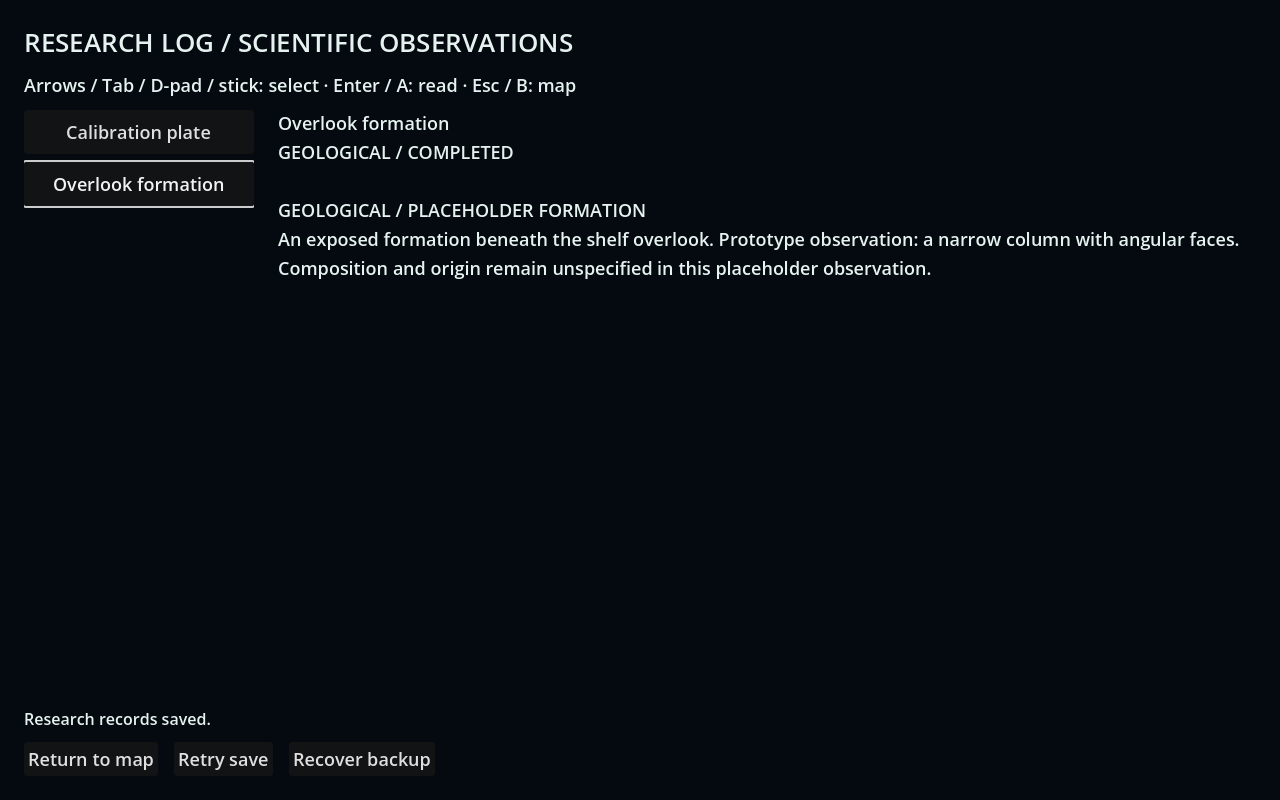 RESEARCH LOG / SCIENTIFIC OBSERVATIONS
Arrows / Tab / D-pad / stick: select · Enter / A: read · Esc / B: map
Calibration plate
Overlook formation
Overlook formation
GEOLOGICAL / COMPLETED
GEOLOGICAL / PLACEHOLDER FORMATION
An exposed formation beneath the shelf overlook. Prototype observation: a narrow column with angular faces.
Composition and origin remain unspecified in this placeholder observation.
Research records saved.
Return to map
Retry save
Recover backup